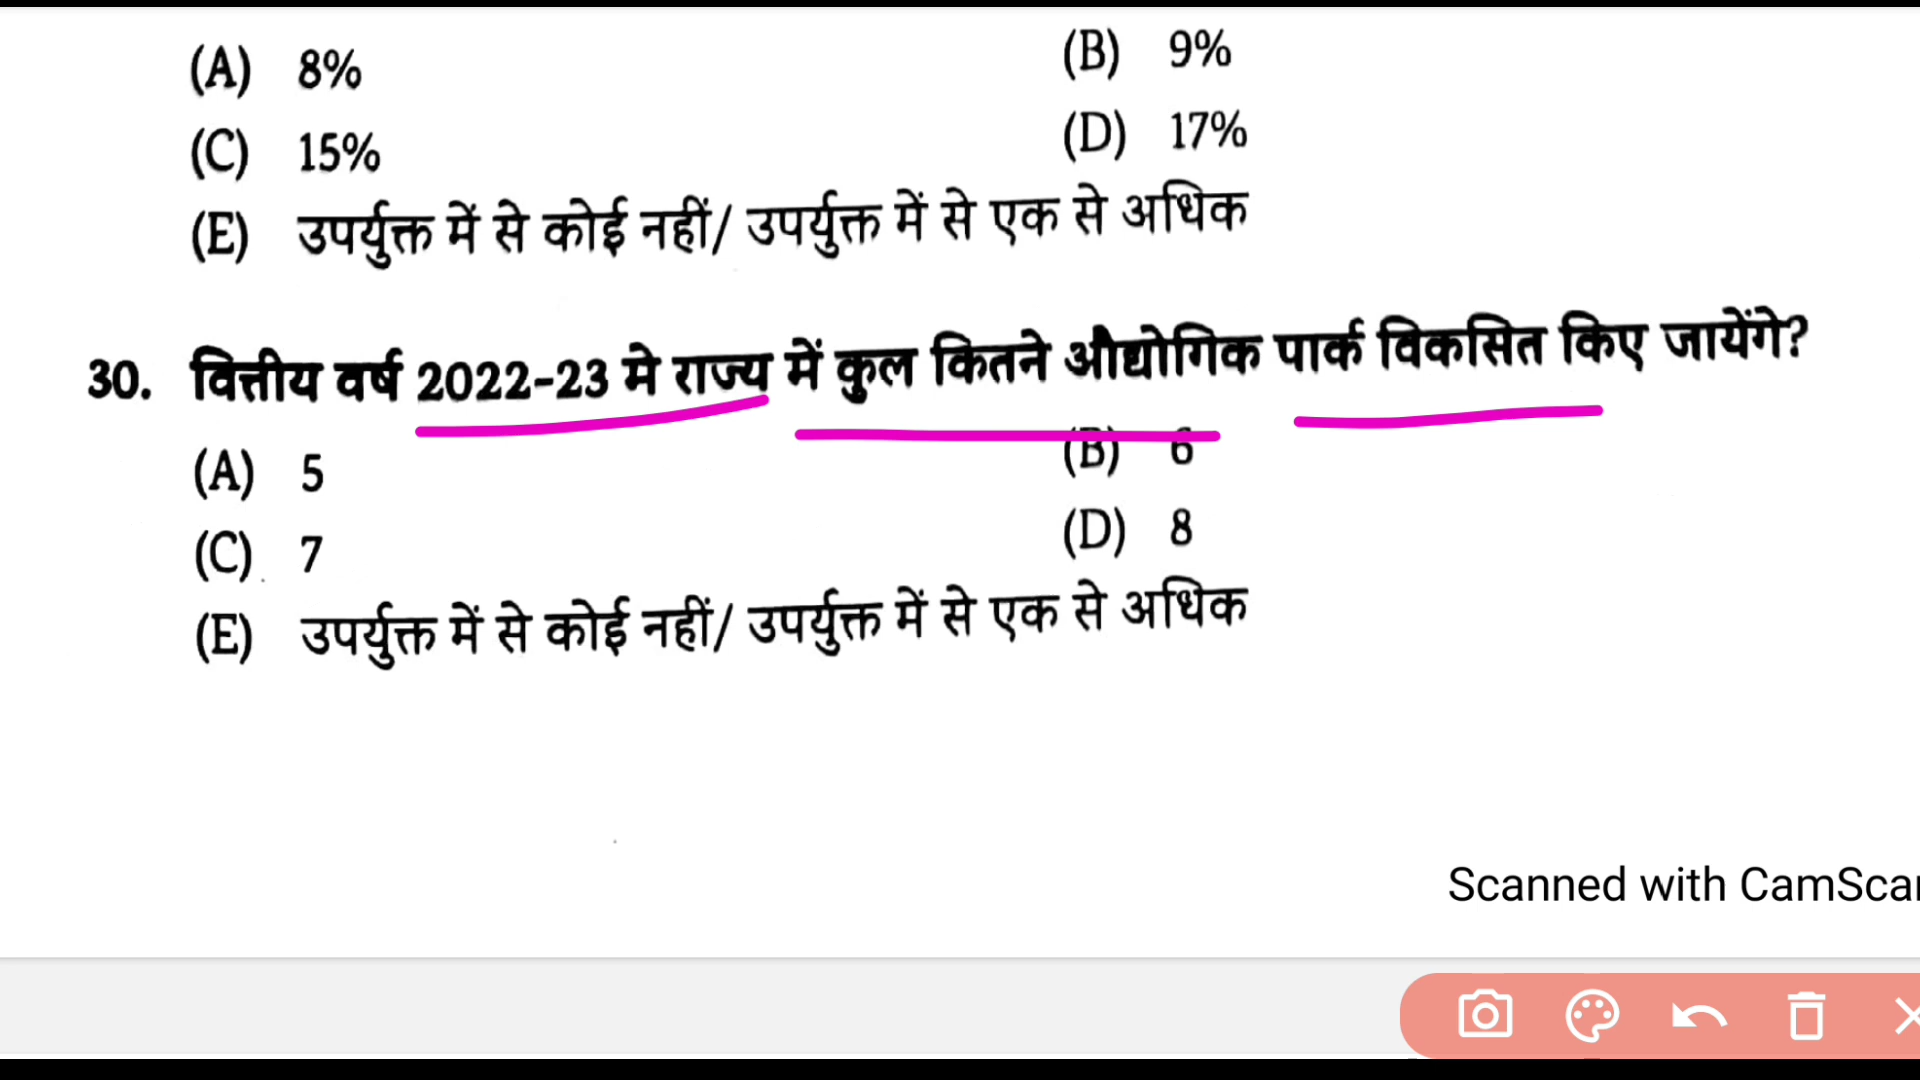 (A) 8% (B) 9%
(C) 15% (D) 17%
(E) उपर्युक्त में से कोई नहीं/ उपर्युक्त में से एक से अधिक
30. वित्तीय वर्ष 2022-23 मे राज्य में कुल कितने औद्योगिक पार्क विकसित किए जायेंगे?
(A) 5 (B) 6
(C) 7 (D) 8
(E) उपर्युक्त में से कोई नहीं/ उपर्युक्त में से एक से अधिक
Scanned with CamScan